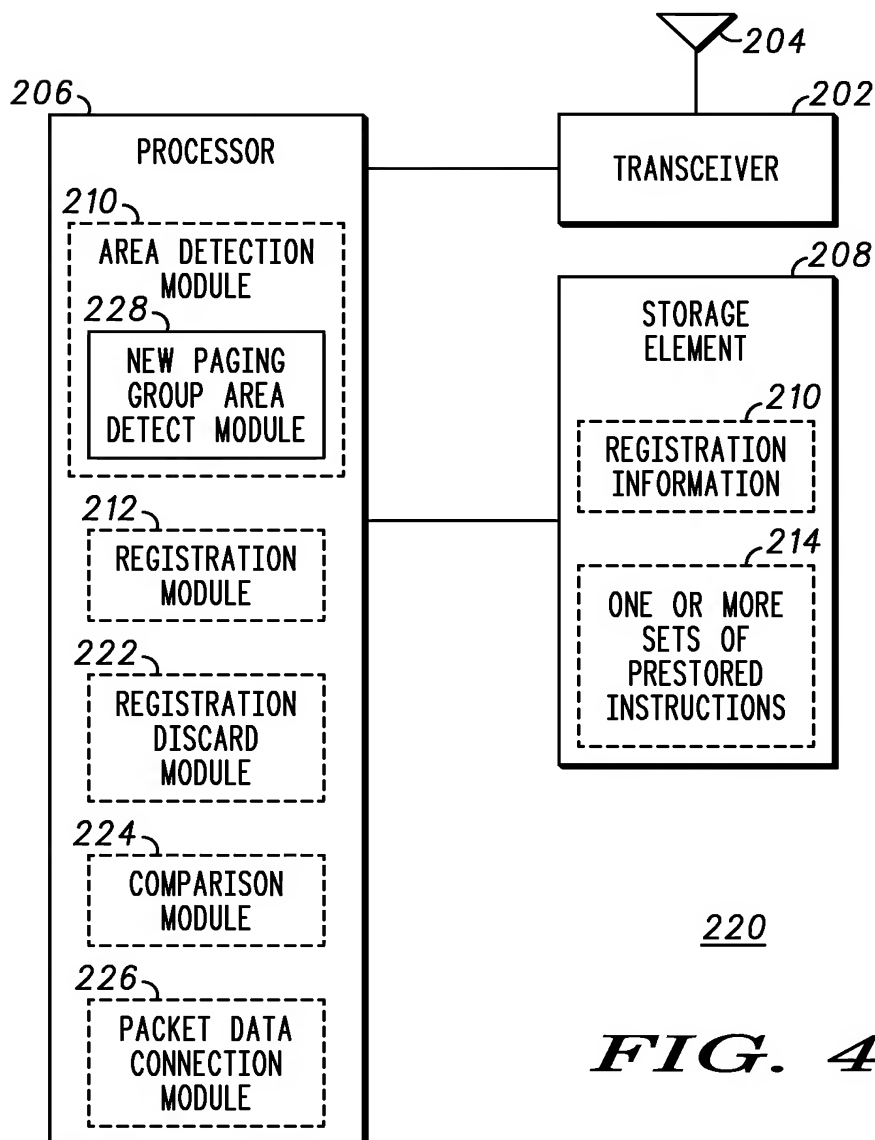 204
206
202
PROCESSOR
TRANSCEIVER
210
AREA DETECTION
MODULE
228
NEW PAGING
GROUP AREA
DETECT MODULE
208
STORAGE
ELEMENT
210
REGISTRATION
INFORMATION
212
REGISTRATION
MODULE
214
ONE OR MORE
SETS OF
PRESTORED
INSTRUCTIONS
222
REGISTRATION
DISCARD
MODULE
224
COMPARISON
MODULE
220
226
PACKET DATA
CONNECTION
MODULE
FIG. 4